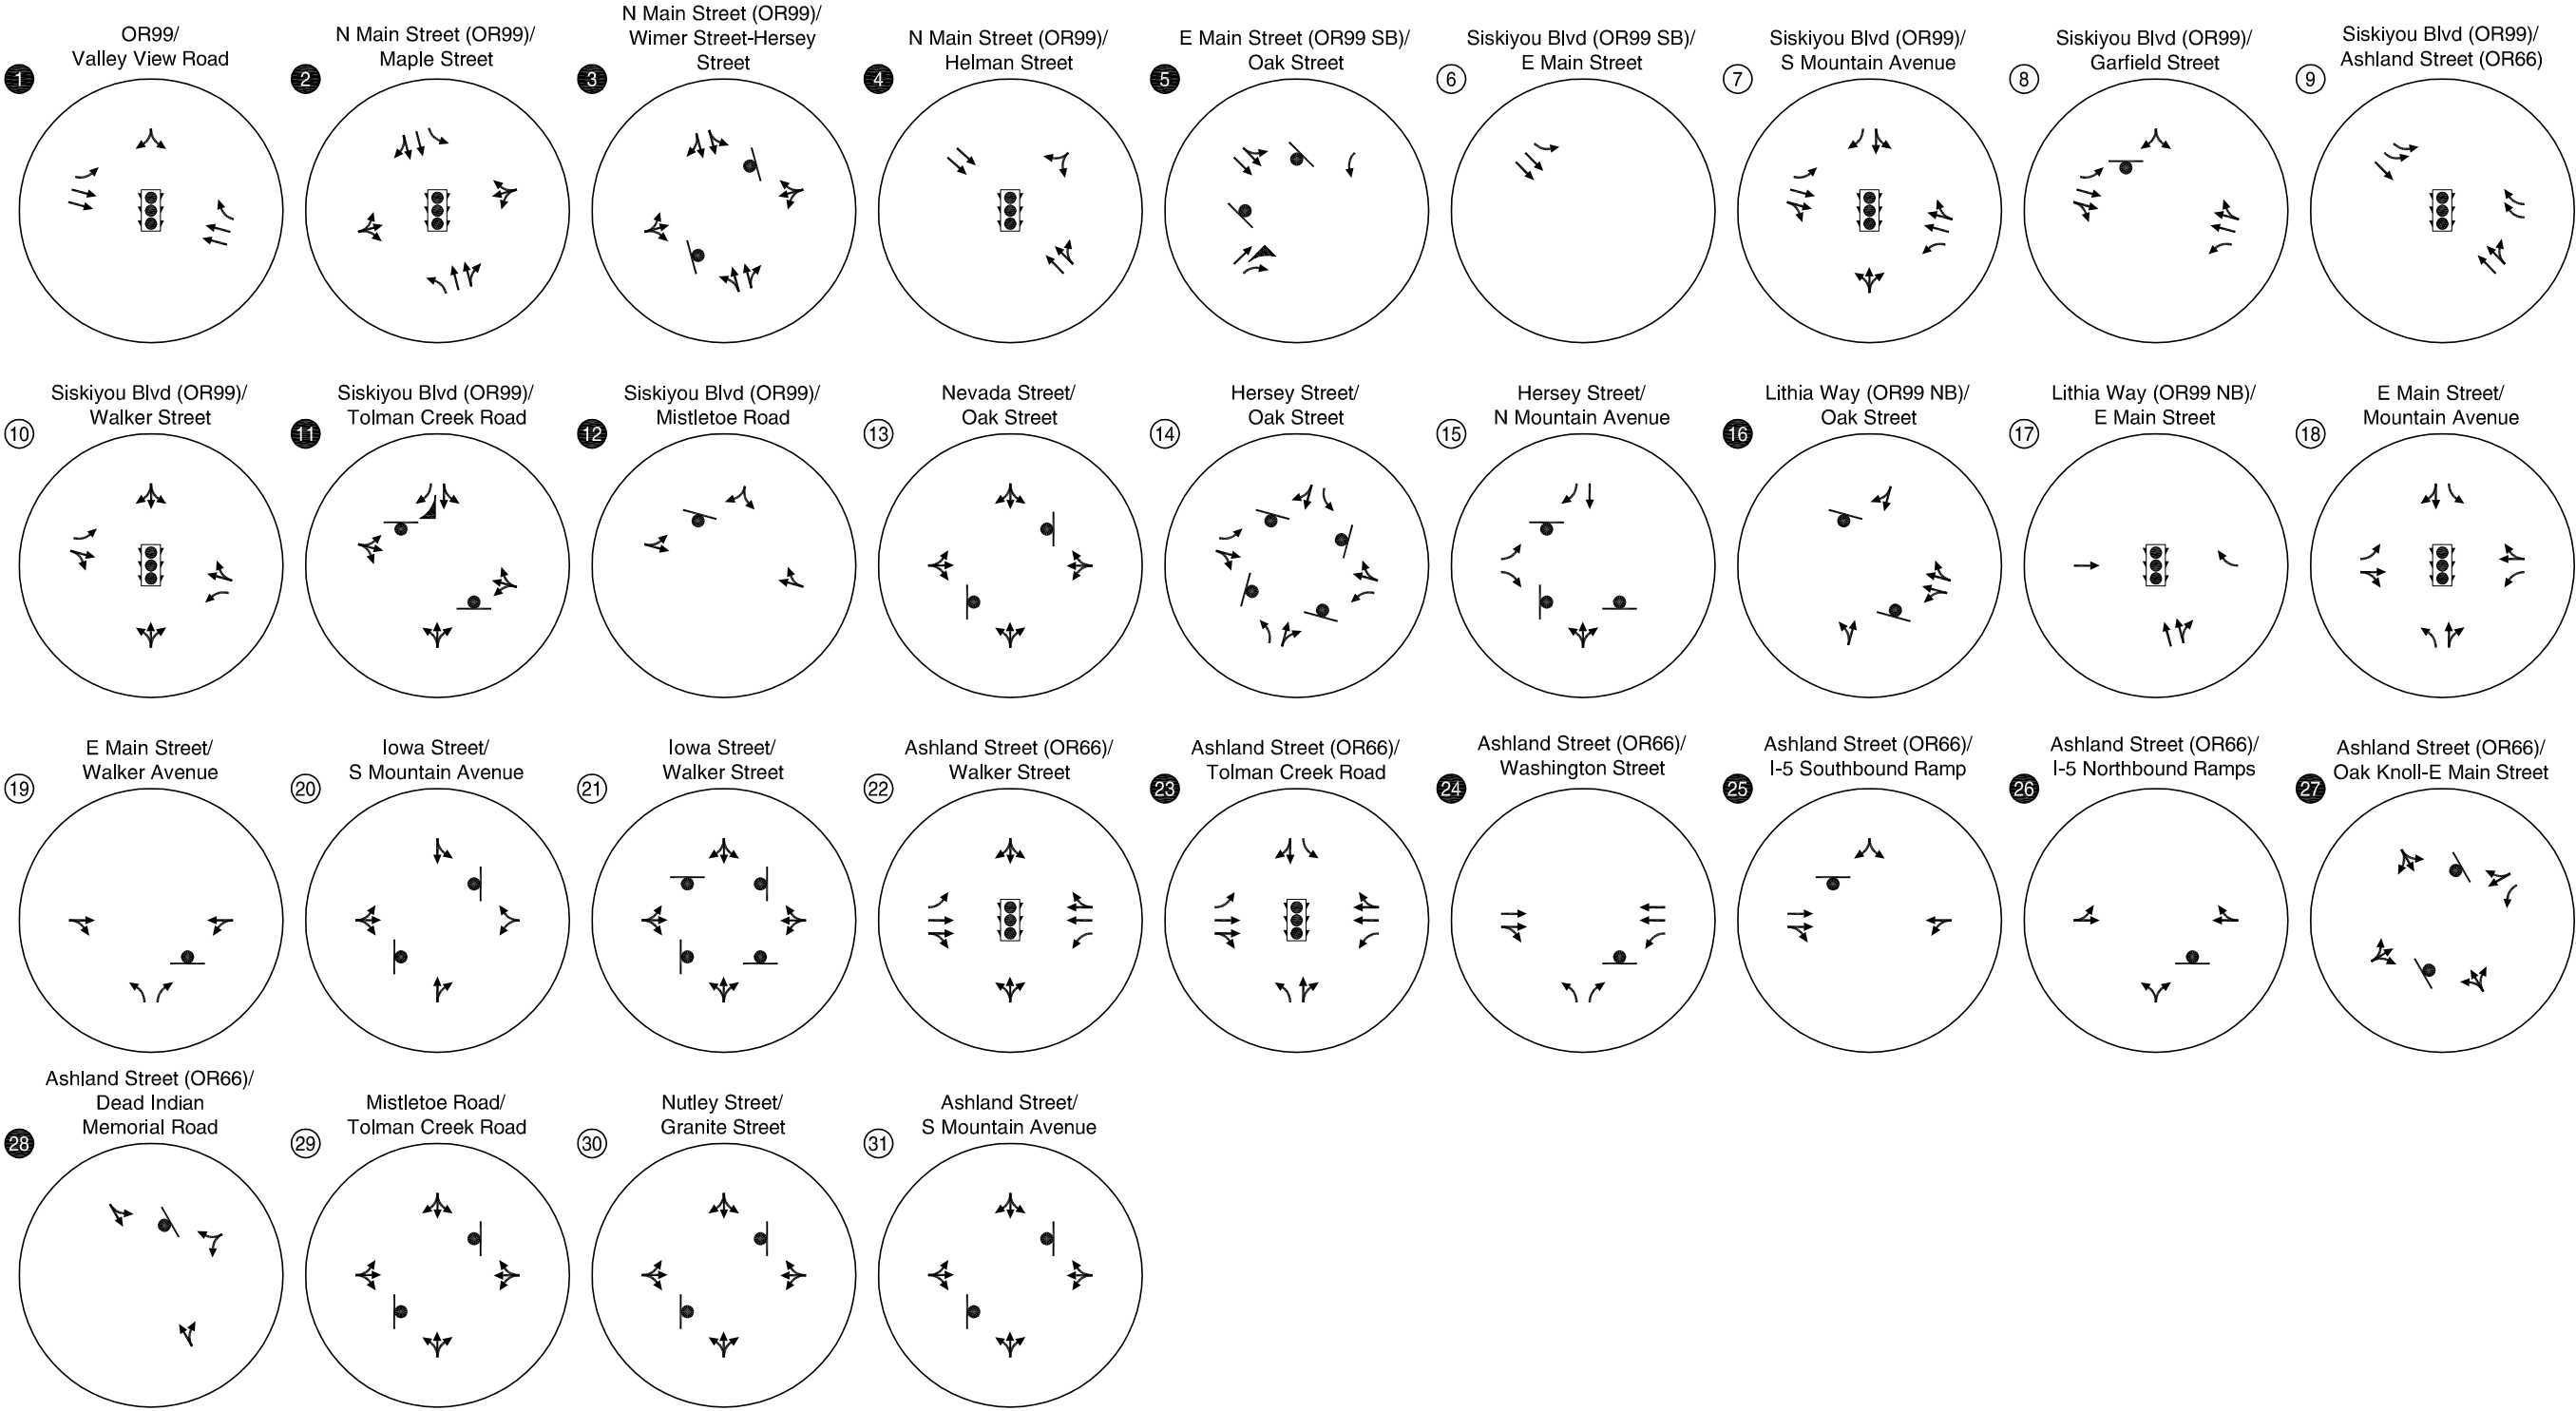 1
OR99/
Valley View Road
2
N Main Street (OR99)/
Maple Street
3
N Main Street (OR99)/
Wimer Street-Hersey
Street
4
N Main Street (OR99)/
Helman Street
5
E Main Street (OR99 SB)/
Oak Street
6
Siskiyou Blvd (OR99 SB)/
E Main Street
7
Siskiyou Blvd (OR99)/
S Mountain Avenue
8
Siskiyou Blvd (OR99)/
Garfield Street
9
Siskiyou Blvd (OR99)/
Ashland Street (OR66)
10
Siskiyou Blvd (OR99)/
Walker Street
11
Siskiyou Blvd (OR99)/
Tolman Creek Road
12
Siskiyou Blvd (OR99)/
Mistletoe Road
13
Nevada Street/
Oak Street
14
Hersey Street/
Oak Street
15
Hersey Street/
N Mountain Avenue
16
Lithia Way (OR99 NB)/
Oak Street
17
Lithia Way (OR99 NB)/
E Main Street
18
E Main Street/
Mountain Avenue
19
E Main Street/
Walker Avenue
20
Iowa Street/
S Mountain Avenue
21
Iowa Street/
Walker Street
22
Ashland Street (OR66)/
Walker Street
23
Ashland Street (OR66)/
Tolman Creek Road
24
Ashland Street (OR66)/
Washington Street
25
Ashland Street (OR66)/
I-5 Southbound Ramp
26
Ashland Street (OR66)/
I-5 Northbound Ramps
27
Ashland Street (OR66)/
Oak Knoll-E Main Street
28
Ashland Street (OR66)/
Dead Indian
Memorial Road
29
Mistletoe Road/
Tolman Creek Road
30
Nutley Street/
Granite Street
31
Ashland Street/
S Mountain Avenue